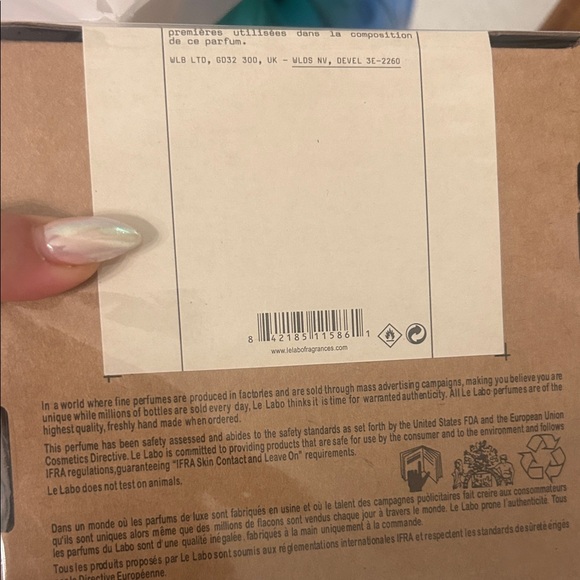 premières utilisées dans la composition
de ce parfum.
WLB LTD, GO32 300, UK - WLDS NV, DEVEL 3E-2260
8 42185 11586 1
www.lelabofragrances.com
In a world where fine perfumes are produced in factories and are sold through mass advertising campaigns, making you believe you are
unique while millions of bottles are sold every day, Le Labo thinks it is time for warranted authenticity. All Le Labo perfumes are of the
highest quality, freshly hand made when ordered.
This perfume has been safety assessed and abides to the safety standards as set forth by the United States FDA and the European Union
Cosmetics Directive. Le Labo is committed to providing products that are safe for use by the consumer and to the environment and follows
IFRA regulations, guaranteeing "IFRA Skin Contact and Leave On" requirements.
Le Labo does not test on animals.
Dans un monde où les parfums de luxe sont fabriqués en usine et où le talent des campagnes publicitaires fait croire aux consommateurs
qu'ils sont uniques alors même que des millions de flacons sont vendus chaque jour à travers le monde, Le Labo prone l'authenticité. Tous
les parfums du Labo sont d'une qualité inégalée, fabriqués à la main uniquement à la commande.
Tous les produits proposés par Le Labo sont soumis aux réglementations internationales IFRA et respectent les standards de sûreté érigés
Directive Européenne.